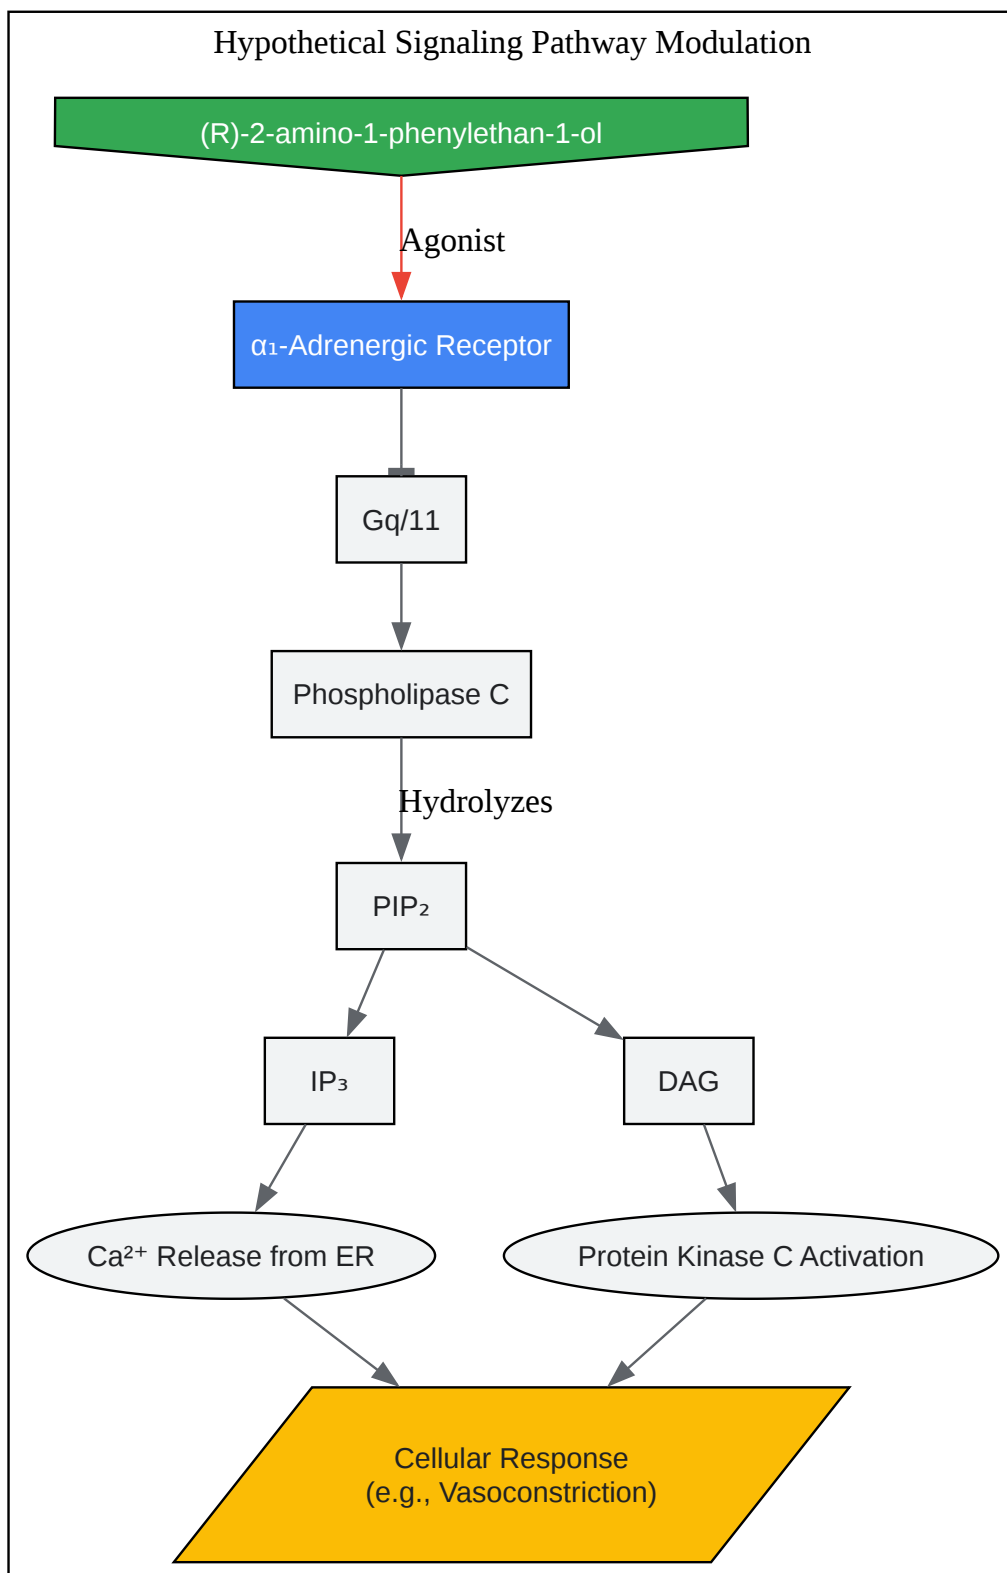 Hypothetical Signaling Pathway Modulation
(R)-2-amino-1-phenylethan-1-ol
Agonist
α₁-Adrenergic Receptor
Gq/11
Phospholipase C
Hydrolyzes
PIP₂
IP₃
DAG
Ca²⁺ Release from ER
Protein Kinase C Activation
Cellular Response
(e.g., Vasoconstriction)